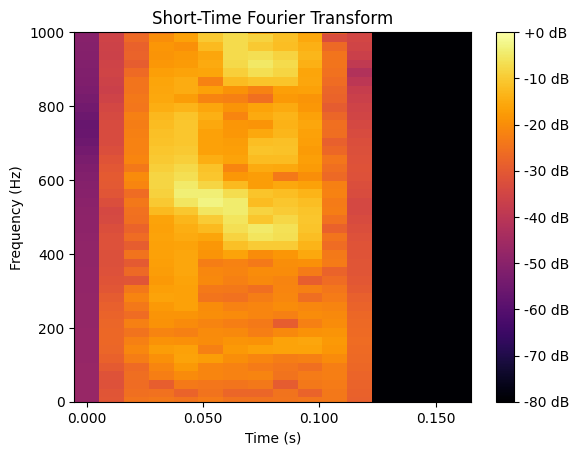 Short-Time Fourier Transform
1000
800
600
400
200
0
Frequency (Hz)
0.000
0.050
0.100
0.150
Time (s)
+0 dB
-10 dB
-20 dB
-30 dB
-40 dB
-50 dB
-60 dB
-70 dB
-80 dB